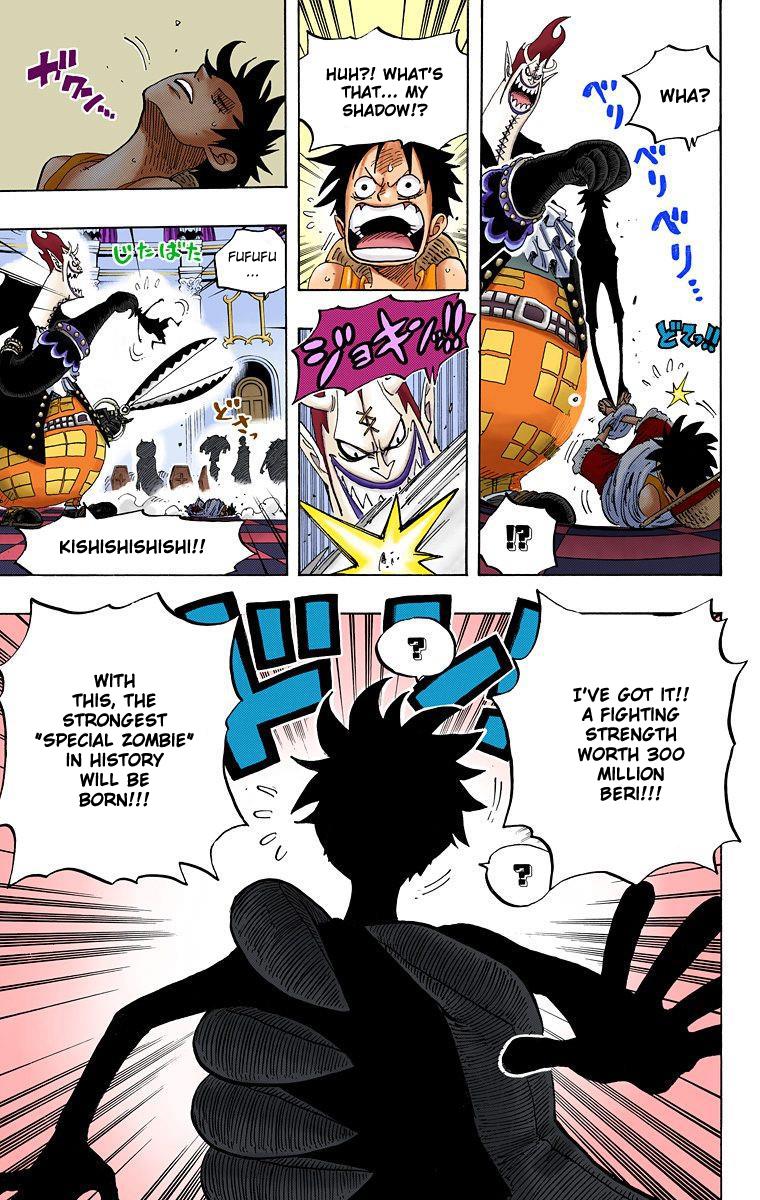 WHA?
ベリ
ベリ
ベリ…
どてっ!!
!?
HUH?! WHAT'S
THAT... MY
SHADOW!?
ジョキン!!
ガクン…
FUFUFU
...
じたばた
どさっ
KISHISHISHISHI!!
I'VE GOT IT!!
A FIGHTING
STRENGTH
WORTH 300
MILLION
BERI!!!
?
?
ドン
WITH
THIS, THE
STRONGEST
"SPECIAL ZOMBIE"
IN HISTORY
WILL BE
BORN!!!